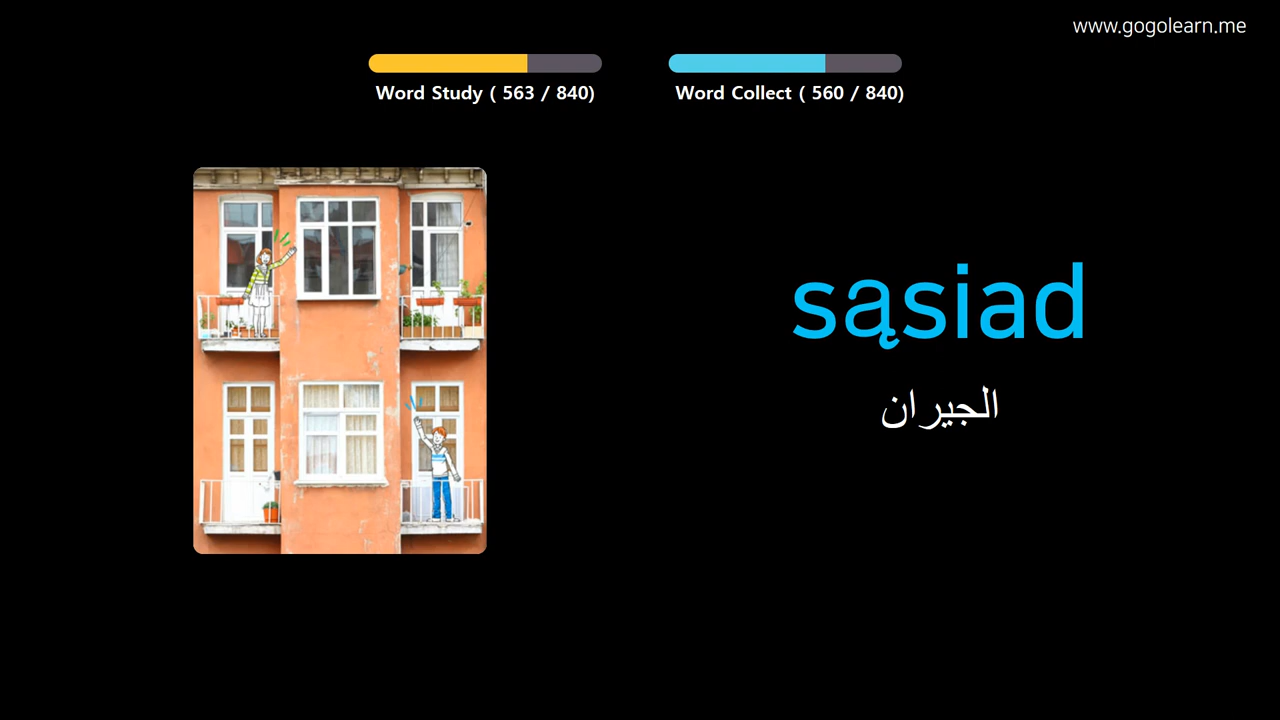 www.gogolearn.me
Word Study ( 563 / 840)
Word Collect ( 560 / 840)
sąsiad
الجيران